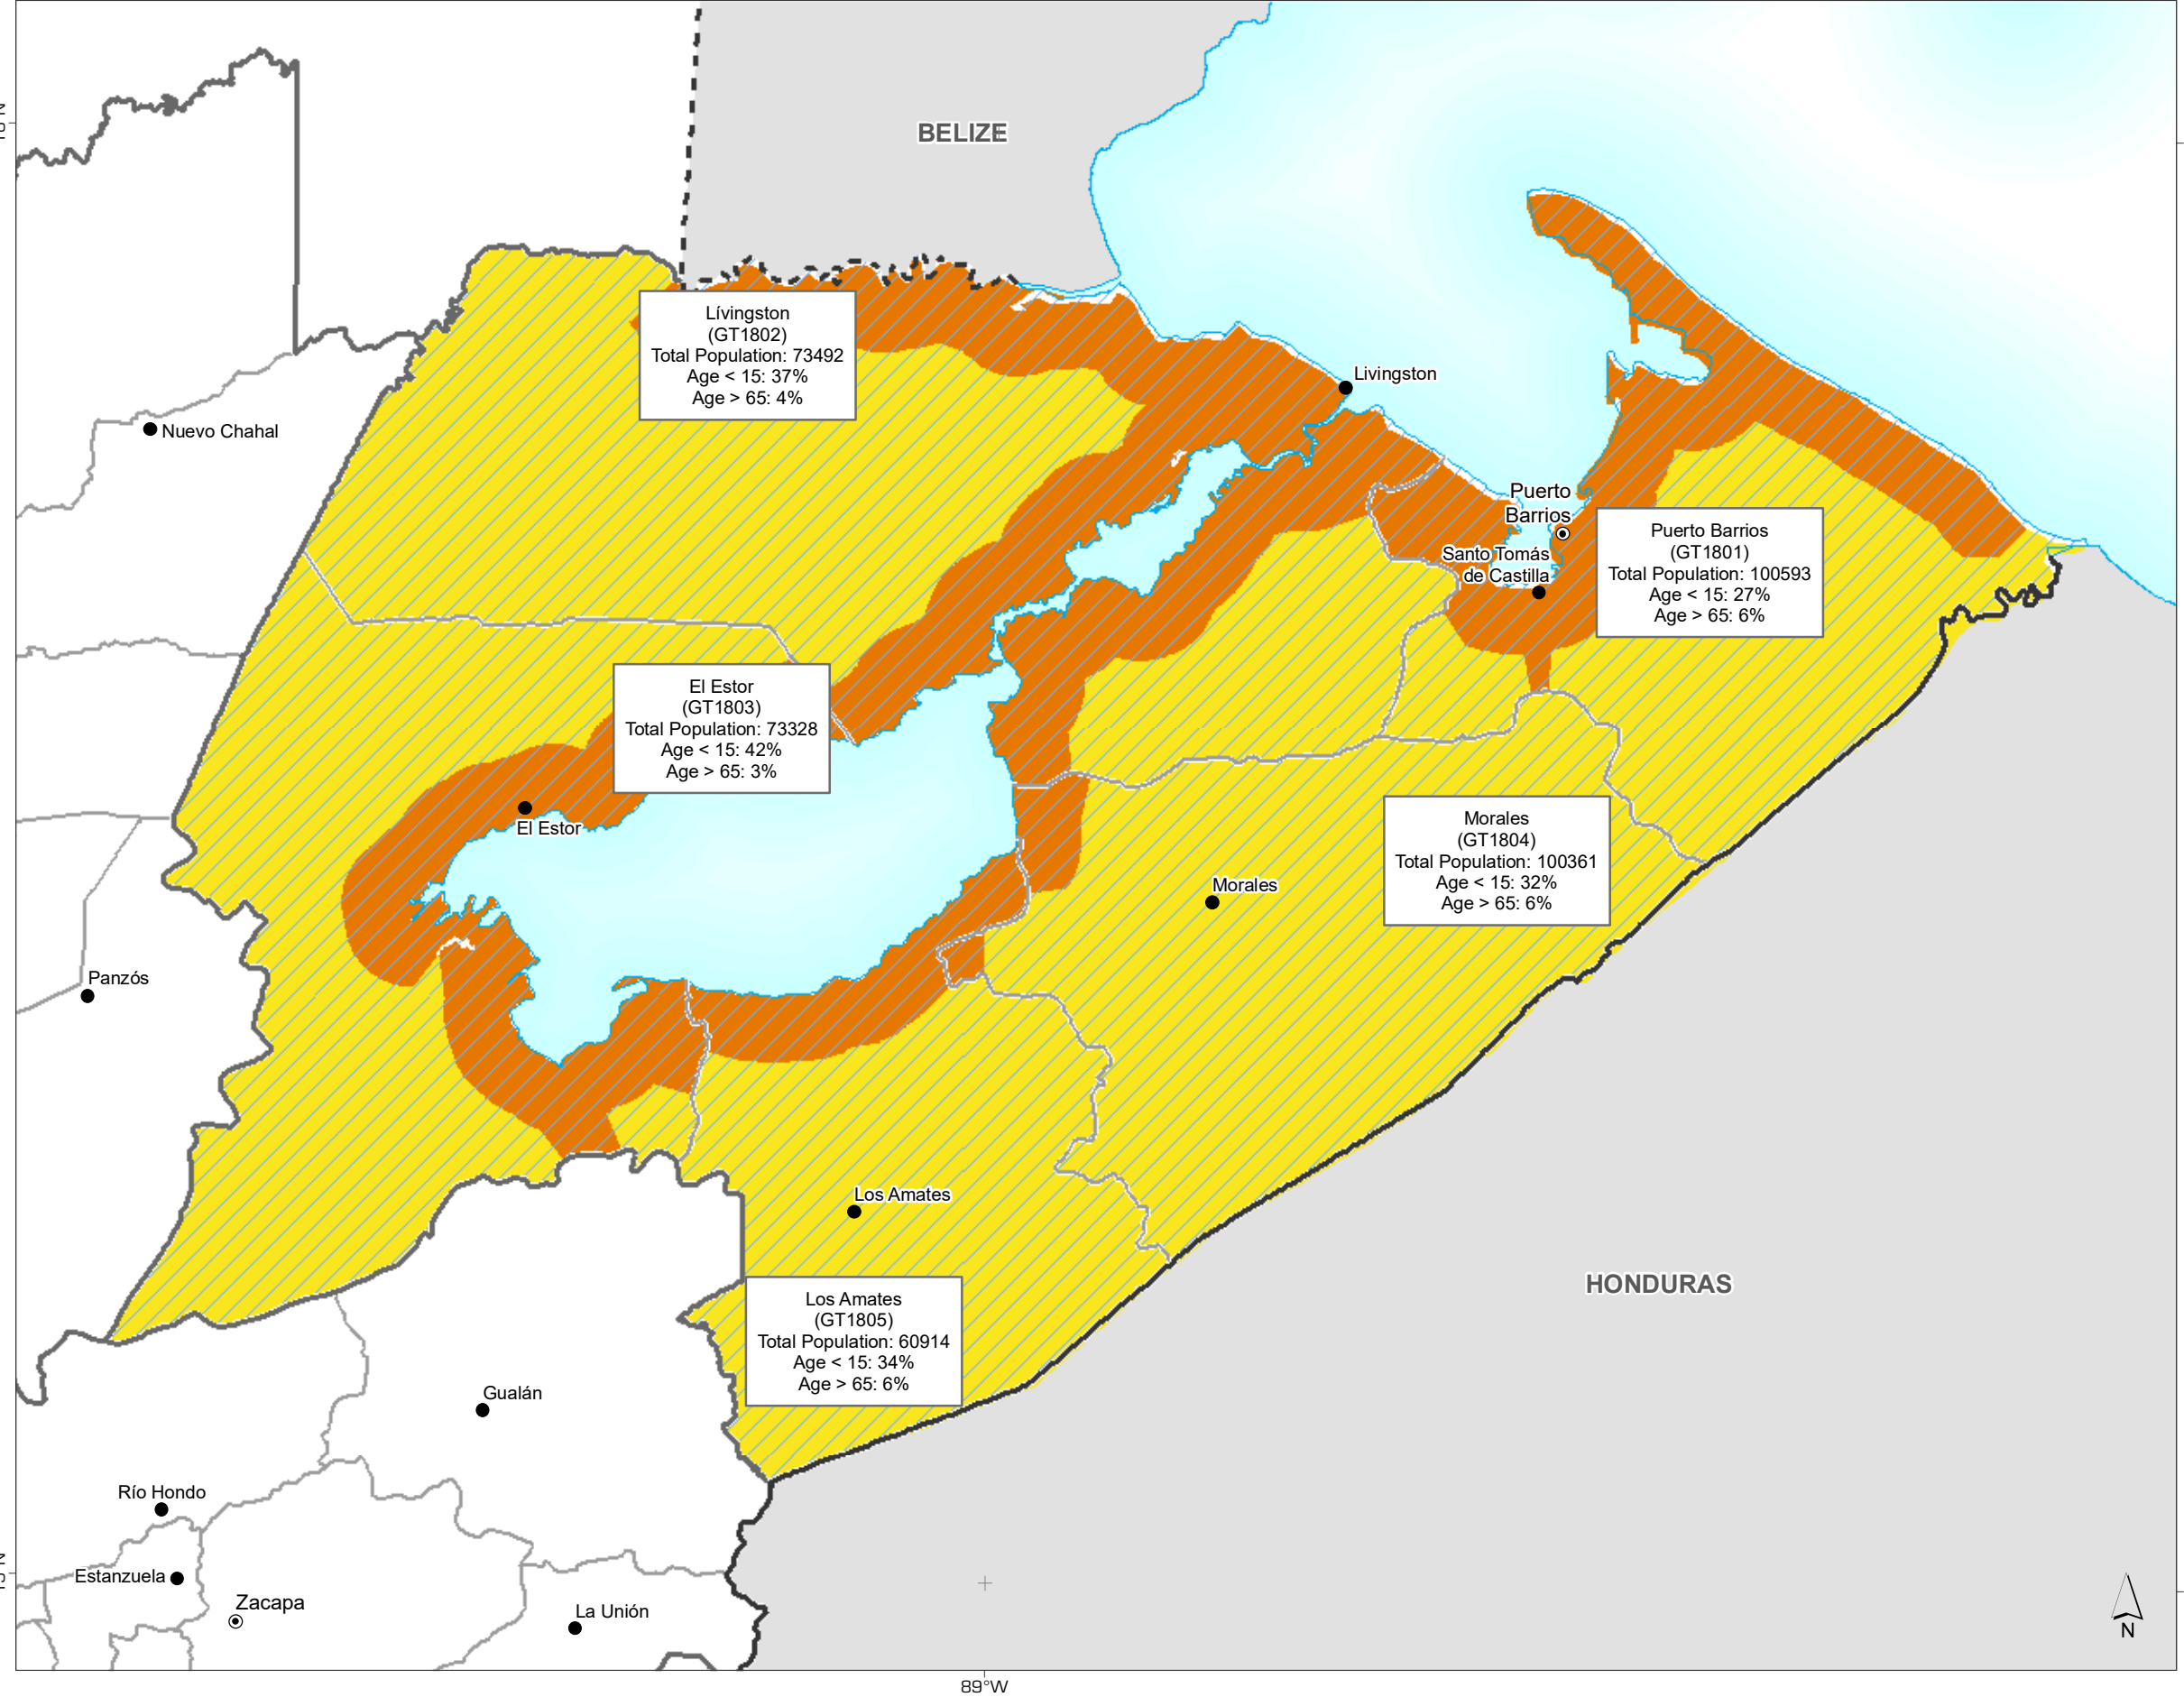 BELIZE
Lívingston
(GT1802)
Total Population: 73492
Age < 15: 37%
Age > 65: 4%
Livingston
Nuevo Chahal
Puerto
Barrios
Santo Tomás
de Castilla
Puerto Barrios
(GT1801)
Total Population: 100593
Age < 15: 27%
Age > 65: 6%
El Estor
(GT1803)
Total Population: 73328
Age < 15: 42%
Age > 65: 3%
El Estor
Morales
(GT1804)
Total Population: 100361
Age < 15: 32%
Age > 65: 6%
Morales
Panzós
Los Amates
HONDURAS
Los Amates
(GT1805)
Total Population: 60914
Age < 15: 34%
Age > 65: 6%
Gualán
Río Hondo
Estanzuela
Zacapa
La Unión
N
89°W